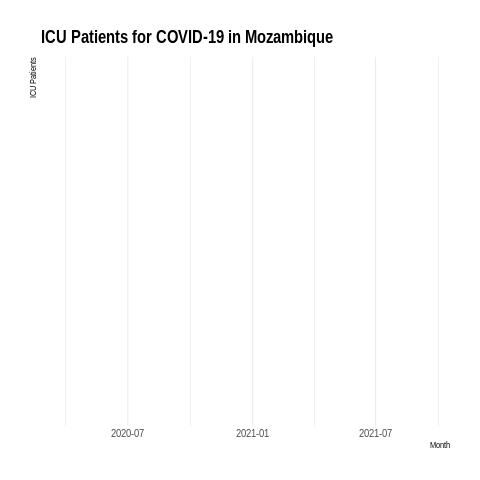 ICU Patients for COVID-19 in Mozambique
ICU Patients
2020-07
2021-01
2021-07
Month